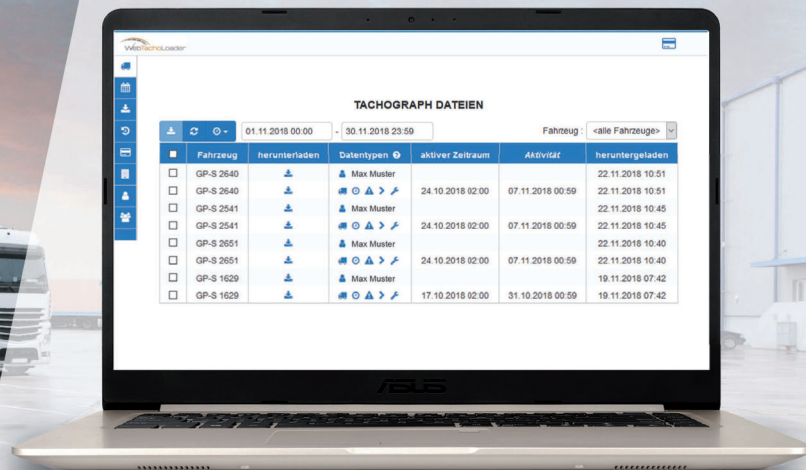 WebTachoLoader
TACHOGRAPH DATEIEN
01.11.2018 00:00 - 30.11.2018 23:59 Fahrzeug : <alle Fahrzeuge>
Fahrzeug herunterladen Datentypen ? aktiver Zeitraum Aktivität heruntergeladen
GP-S 2640 Max Muster 22.11.2018 10:51
GP-S 2640 24.10.2018 02:00 07.11.2018 00:59 22.11.2018 10:51
GP-S 2541 Max Muster 22.11.2018 10:45
GP-S 2541 24.10.2018 02:00 07.11.2018 00:59 22.11.2018 10:45
GP-S 2651 Max Muster 22.11.2018 10:40
GP-S 2651 24.10.2018 02:00 07.11.2018 00:59 22.11.2018 10:40
GP-S 1629 Max Muster 19.11.2018 07:42
GP-S 1629 17.10.2018 02:00 31.10.2018 00:59 19.11.2018 07:42
ASUS